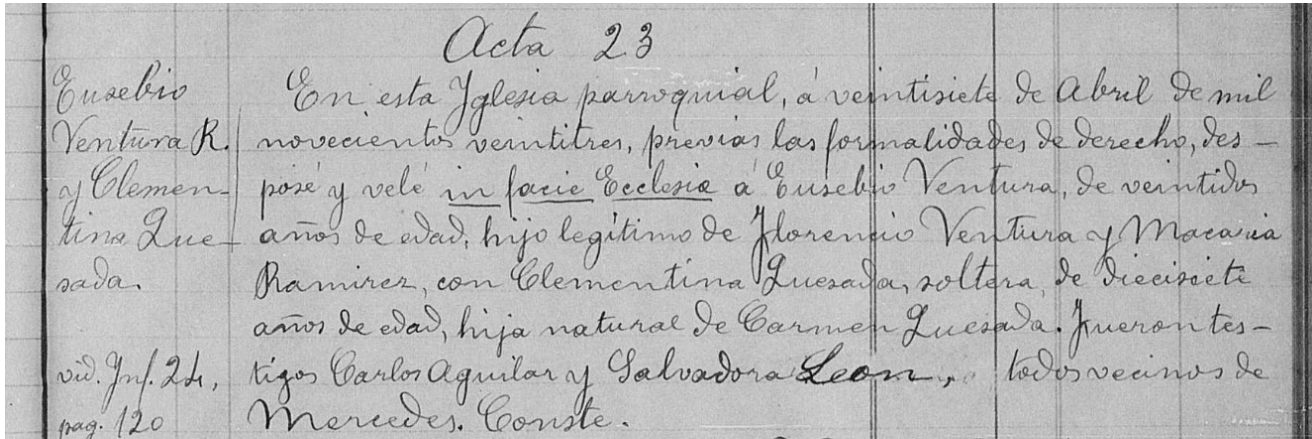 Acta 23
Eusebio
Ventura R.
y Clemen-
tina Que-
sada.
vid. Inf. 24,
pag. 120
En esta Yglesia parroquial, á veintisiete de Abril de mil
novecientos veintitres, previas las formalidades de derecho, des-
posé y velé in facie Ecclesiæ á Eusebio Ventura, de veintidos
años de edad, hijo legítimo de Florencio Ventura y Macaria
Ramirez, con Clementina Quesada, soltera, de diecisiete
años de edad, hija natural de Carmen Quesada. Fueron tes-
tigos Carlos Aguilar y Salvadora Leon, todos vecinos de
Mercedes. Conste.